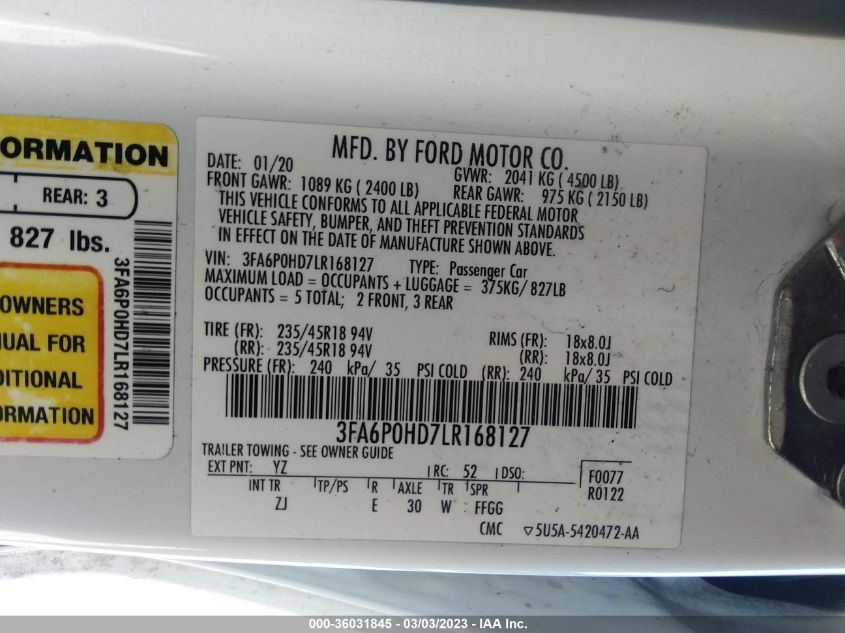 ORMATION
REAR: 3
827 lbs.
OWNERS
NUAL FOR
DITIONAL
ORMATION
3FA6P0HD7LR168127
MFD. BY FORD MOTOR CO.
DATE: 01/20
GVWR: 2041 KG ( 4500 LB)
FRONT GAWR: 1089 KG ( 2400 LB)
REAR GAWR: 975 KG ( 2150 LB)
THIS VEHICLE CONFORMS TO ALL APPLICABLE FEDERAL MOTOR
VEHICLE SAFETY, BUMPER, AND THEFT PREVENTION STANDARDS
IN EFFECT ON THE DATE OF MANUFACTURE SHOWN ABOVE.
VIN: 3FA6P0HD7LR168127 TYPE: Passenger Car
MAXIMUM LOAD = OCCUPANTS + LUGGAGE = 375KG/ 827LB
OCCUPANTS = 5 TOTAL; 2 FRONT, 3 REAR
TIRE (FR): 235/45R18 94V RIMS (FR): 18x8.0J
(RR): 235/45R18 94V (RR): 18x8.0J
PRESSURE (FR): 240 kPa/ 35 PSI COLD (RR): 240 kPa/ 35 PSI COLD
3FA6P0HD7LR168127
TRAILER TOWING - SEE OWNER GUIDE
EXT PNT: YZ RC: 52 DSO:
F0077
R0122
INT TR TP/PS R AXLE TR SPR
ZJ E 30 W FFGG
CMC ▽5U5A-5420472-AA
000-36031845 / 03/03/2023 - IAA Inc.